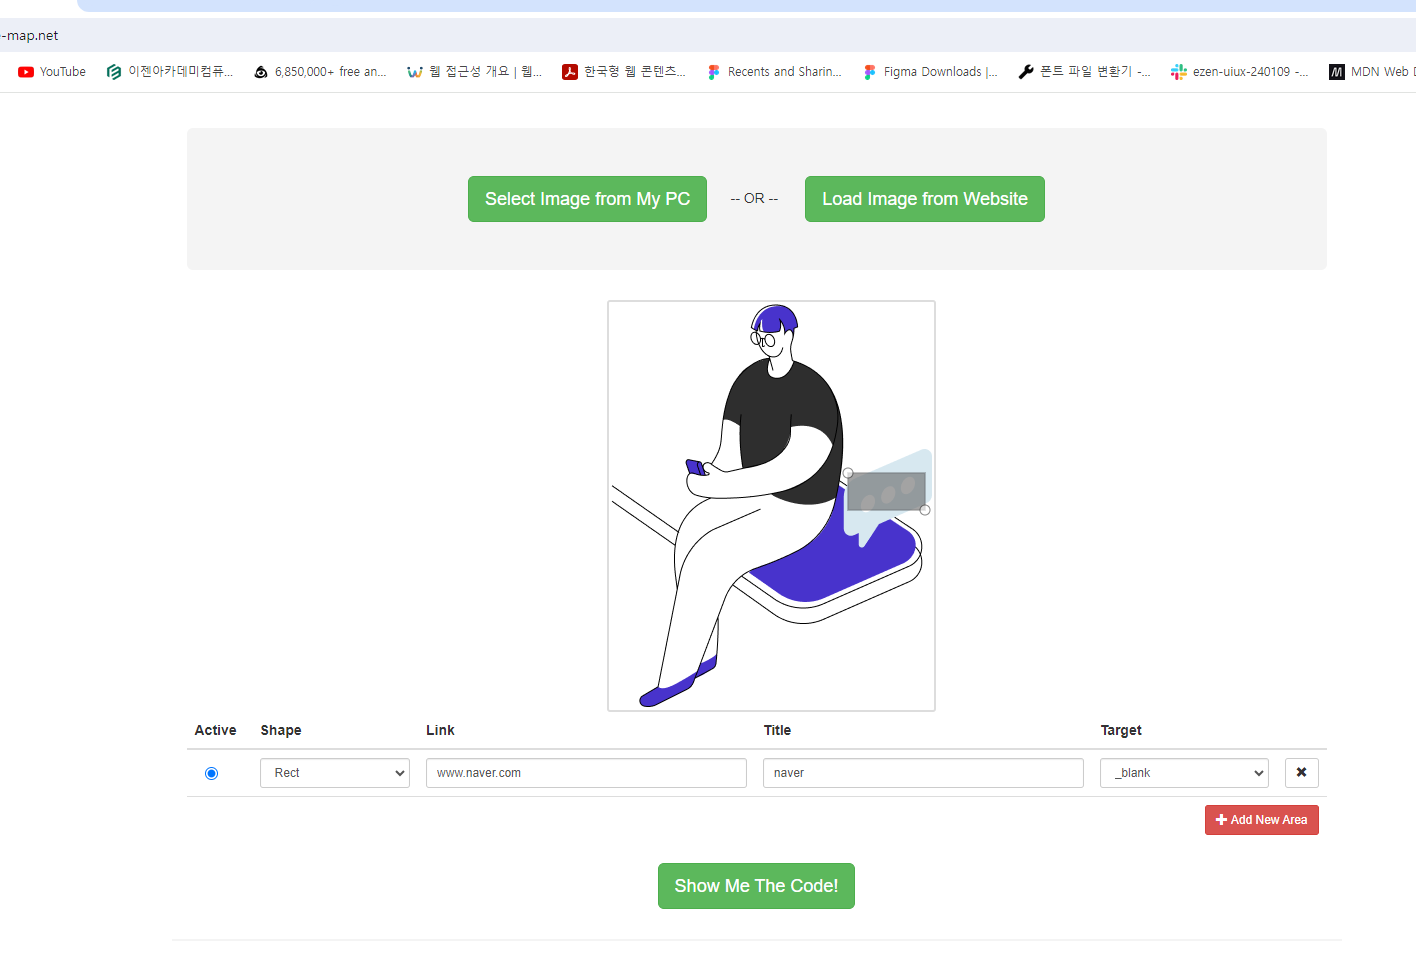 -map.net
YouTube 이젠아카데미컴퓨... 6,850,000+ free an... 웹 접근성 개요 | 웹... 한국형 웹 콘텐츠... Recents and Sharin... Figma Downloads |... 폰트 파일 변환기 -... ezen-uiux-240109 -... MDN Web D
Select Image from My PC -- OR -- Load Image from Website
Active Shape Link Title Target
Rect www.naver.com naver _blank
Add New Area
Show Me The Code!